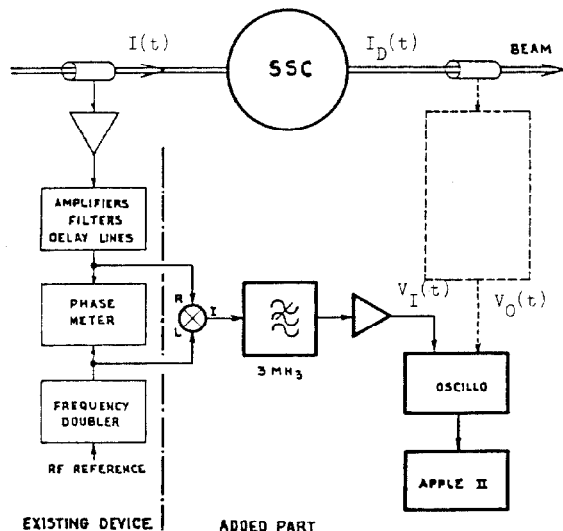 I(t)
I_D(t)
BEAM
SSC
AMPLIFIERS
FILTERS
DELAY LINES
PHASE
METER
R
L
I
3 MHз
V_I(t)
V_O(t)
OSCILLO
FREQUENCY
DOUBLER
APPLE II
RF REFERENCE
EXISTING DEVICE
ADDED PART